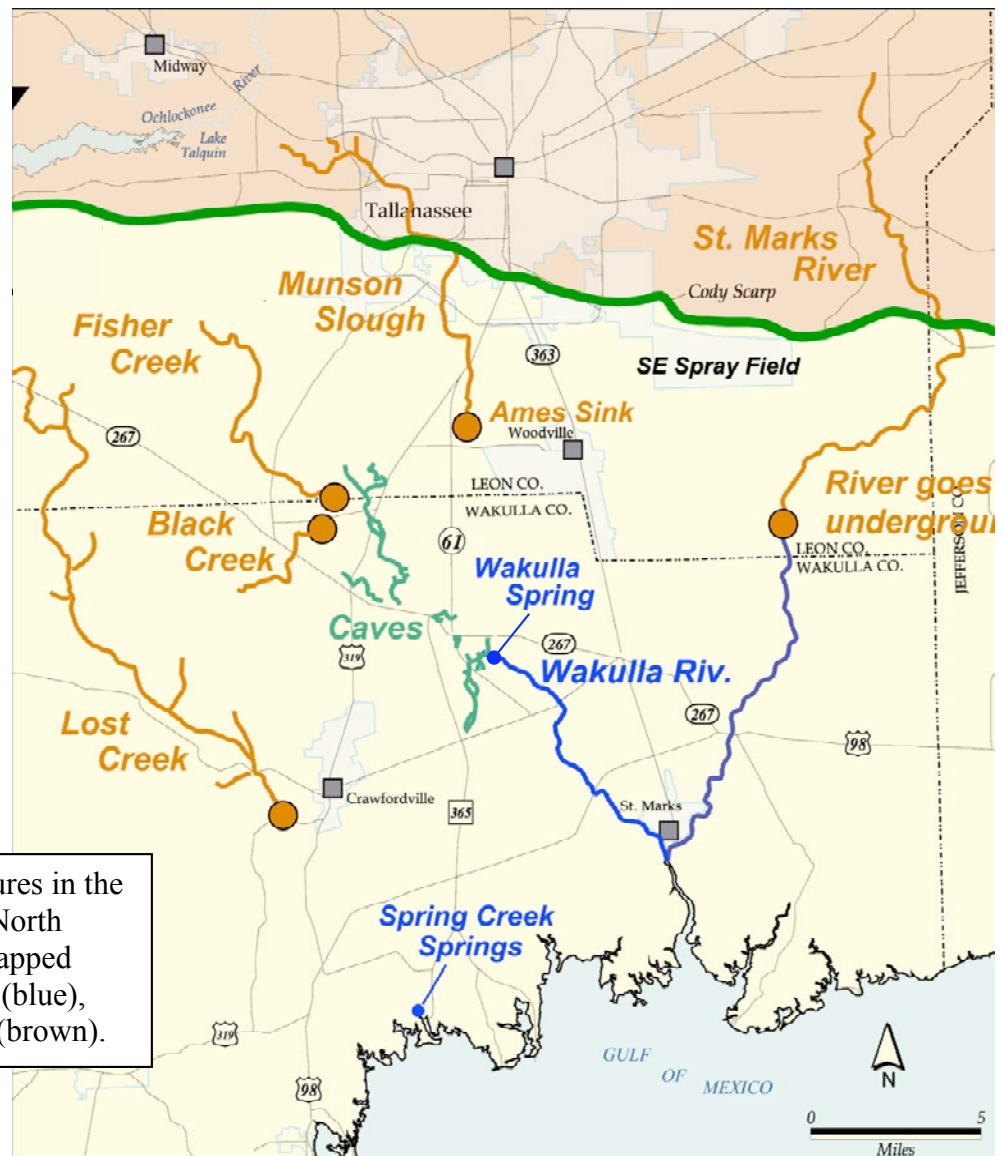 Midway
River
Ochlockonee
Lake
Talquin
Tallanassee
St. Marks
River
Munson
Slough
Cody Scarp
Fisher
Creek
363
SE Spray Field
267
Ames Sink
Woodville
LEON CO.
WAKULLA CO.
River goes
JEFFERSON CO.
Black
Creek
61
LEON CO.
WAKULLA CO.
Wakulla
Spring
Caves
319
267
Wakulla Riv.
267
98
Lost
Creek
Crawfordville
365
St. Marks
ures in the
North
apped
(blue),
(brown).
Spring Creek
Springs
319
98
GULF
OF
MEXICO
N
0 5
Miles